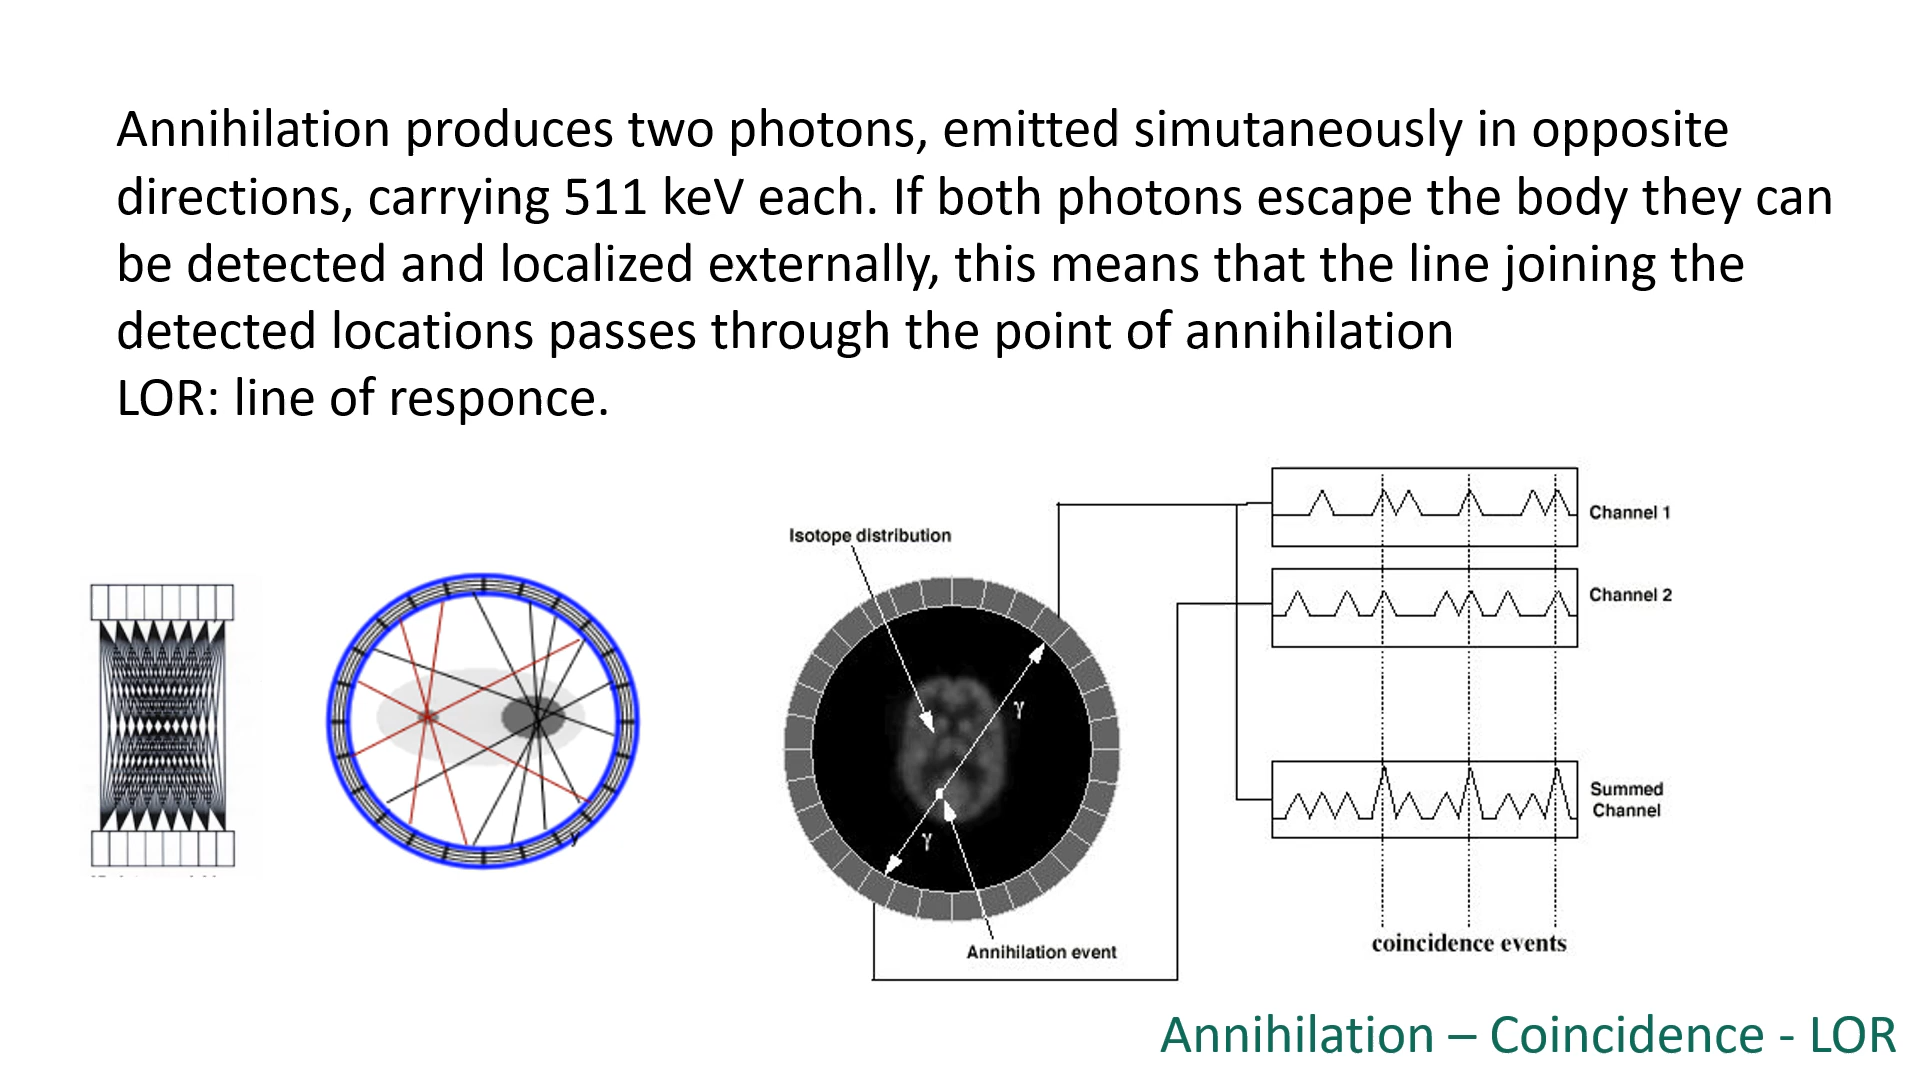 Annihilation produces two photons, emitted simutaneously in opposite
directions, carrying 511 keV each. If both photons escape the body they can
be detected and localized externally, this means that the line joining the
detected locations passes through the point of annihilation
LOR: line of responce.
Isotope distribution
γ
γ
Annihilation event
Channel 1
Channel 2
Summed
Channel
coincidence events
Annihilation – Coincidence - LOR